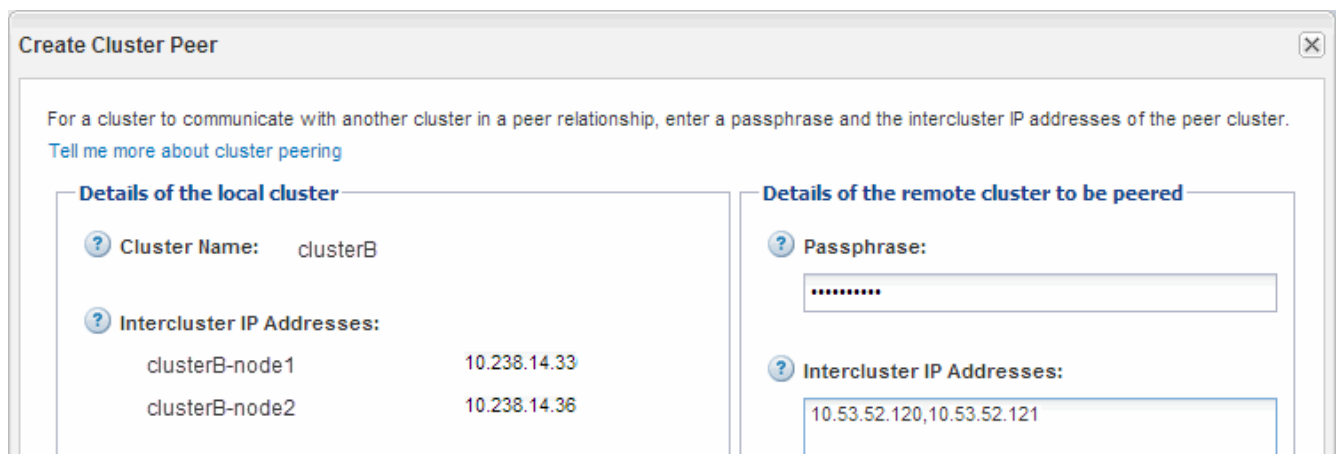 Create Cluster Peer
For a cluster to communicate with another cluster in a peer relationship, enter a passphrase and the intercluster IP addresses of the peer cluster.
Tell me more about cluster peering
Details of the local cluster
? Cluster Name: clusterB
? Intercluster IP Addresses:
clusterB-node1 10.238.14.33
clusterB-node2 10.238.14.36
Details of the remote cluster to be peered
? Passphrase:
••••••••••
? Intercluster IP Addresses:
10.53.52.120,10.53.52.121